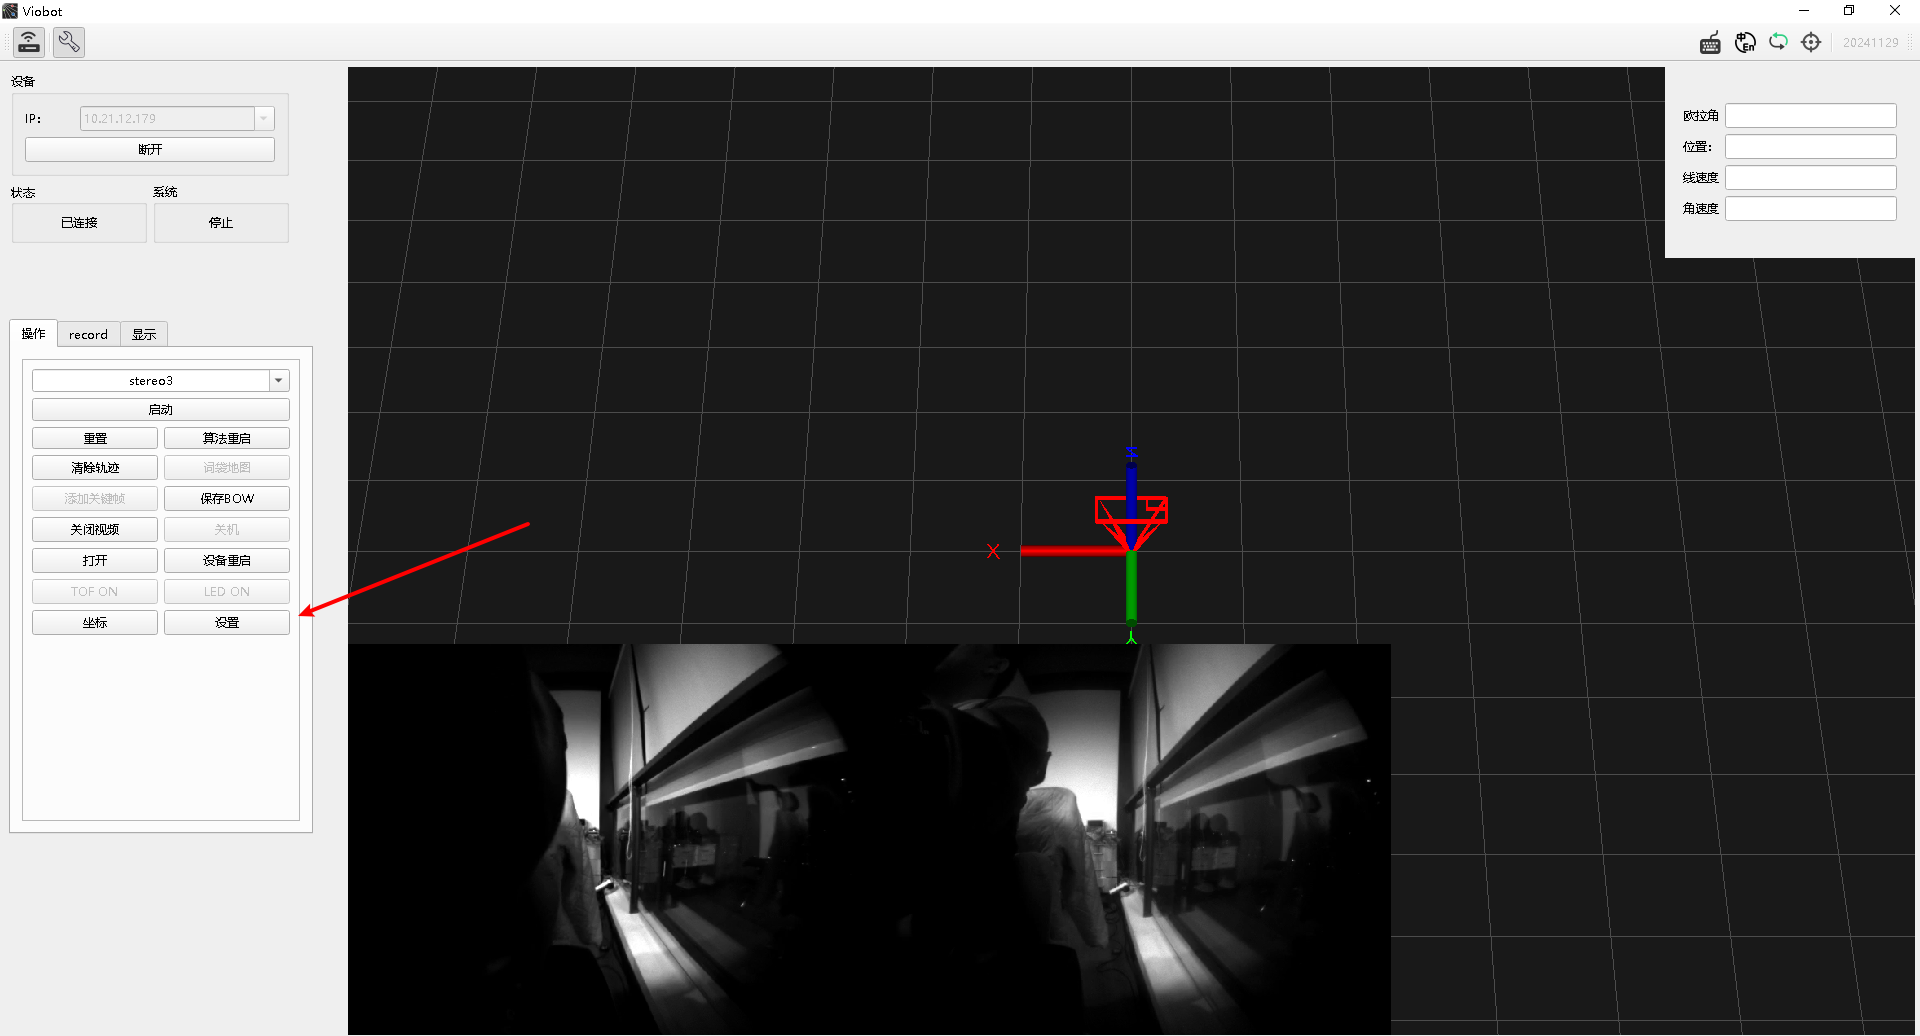 Viobot
中
En
20241129
设备
IP:
10.21.12.179
断开
状态
系统
已连接
停止
操作
record
显示
stereo3
启动
重置
算法重启
清除轨迹
词袋地图
添加关键帧
保存BOW
关闭视频
关机
打开
设备重启
TOF ON
LED ON
坐标
设置
欧拉角
位置:
线速度
角速度
Z
X
Y